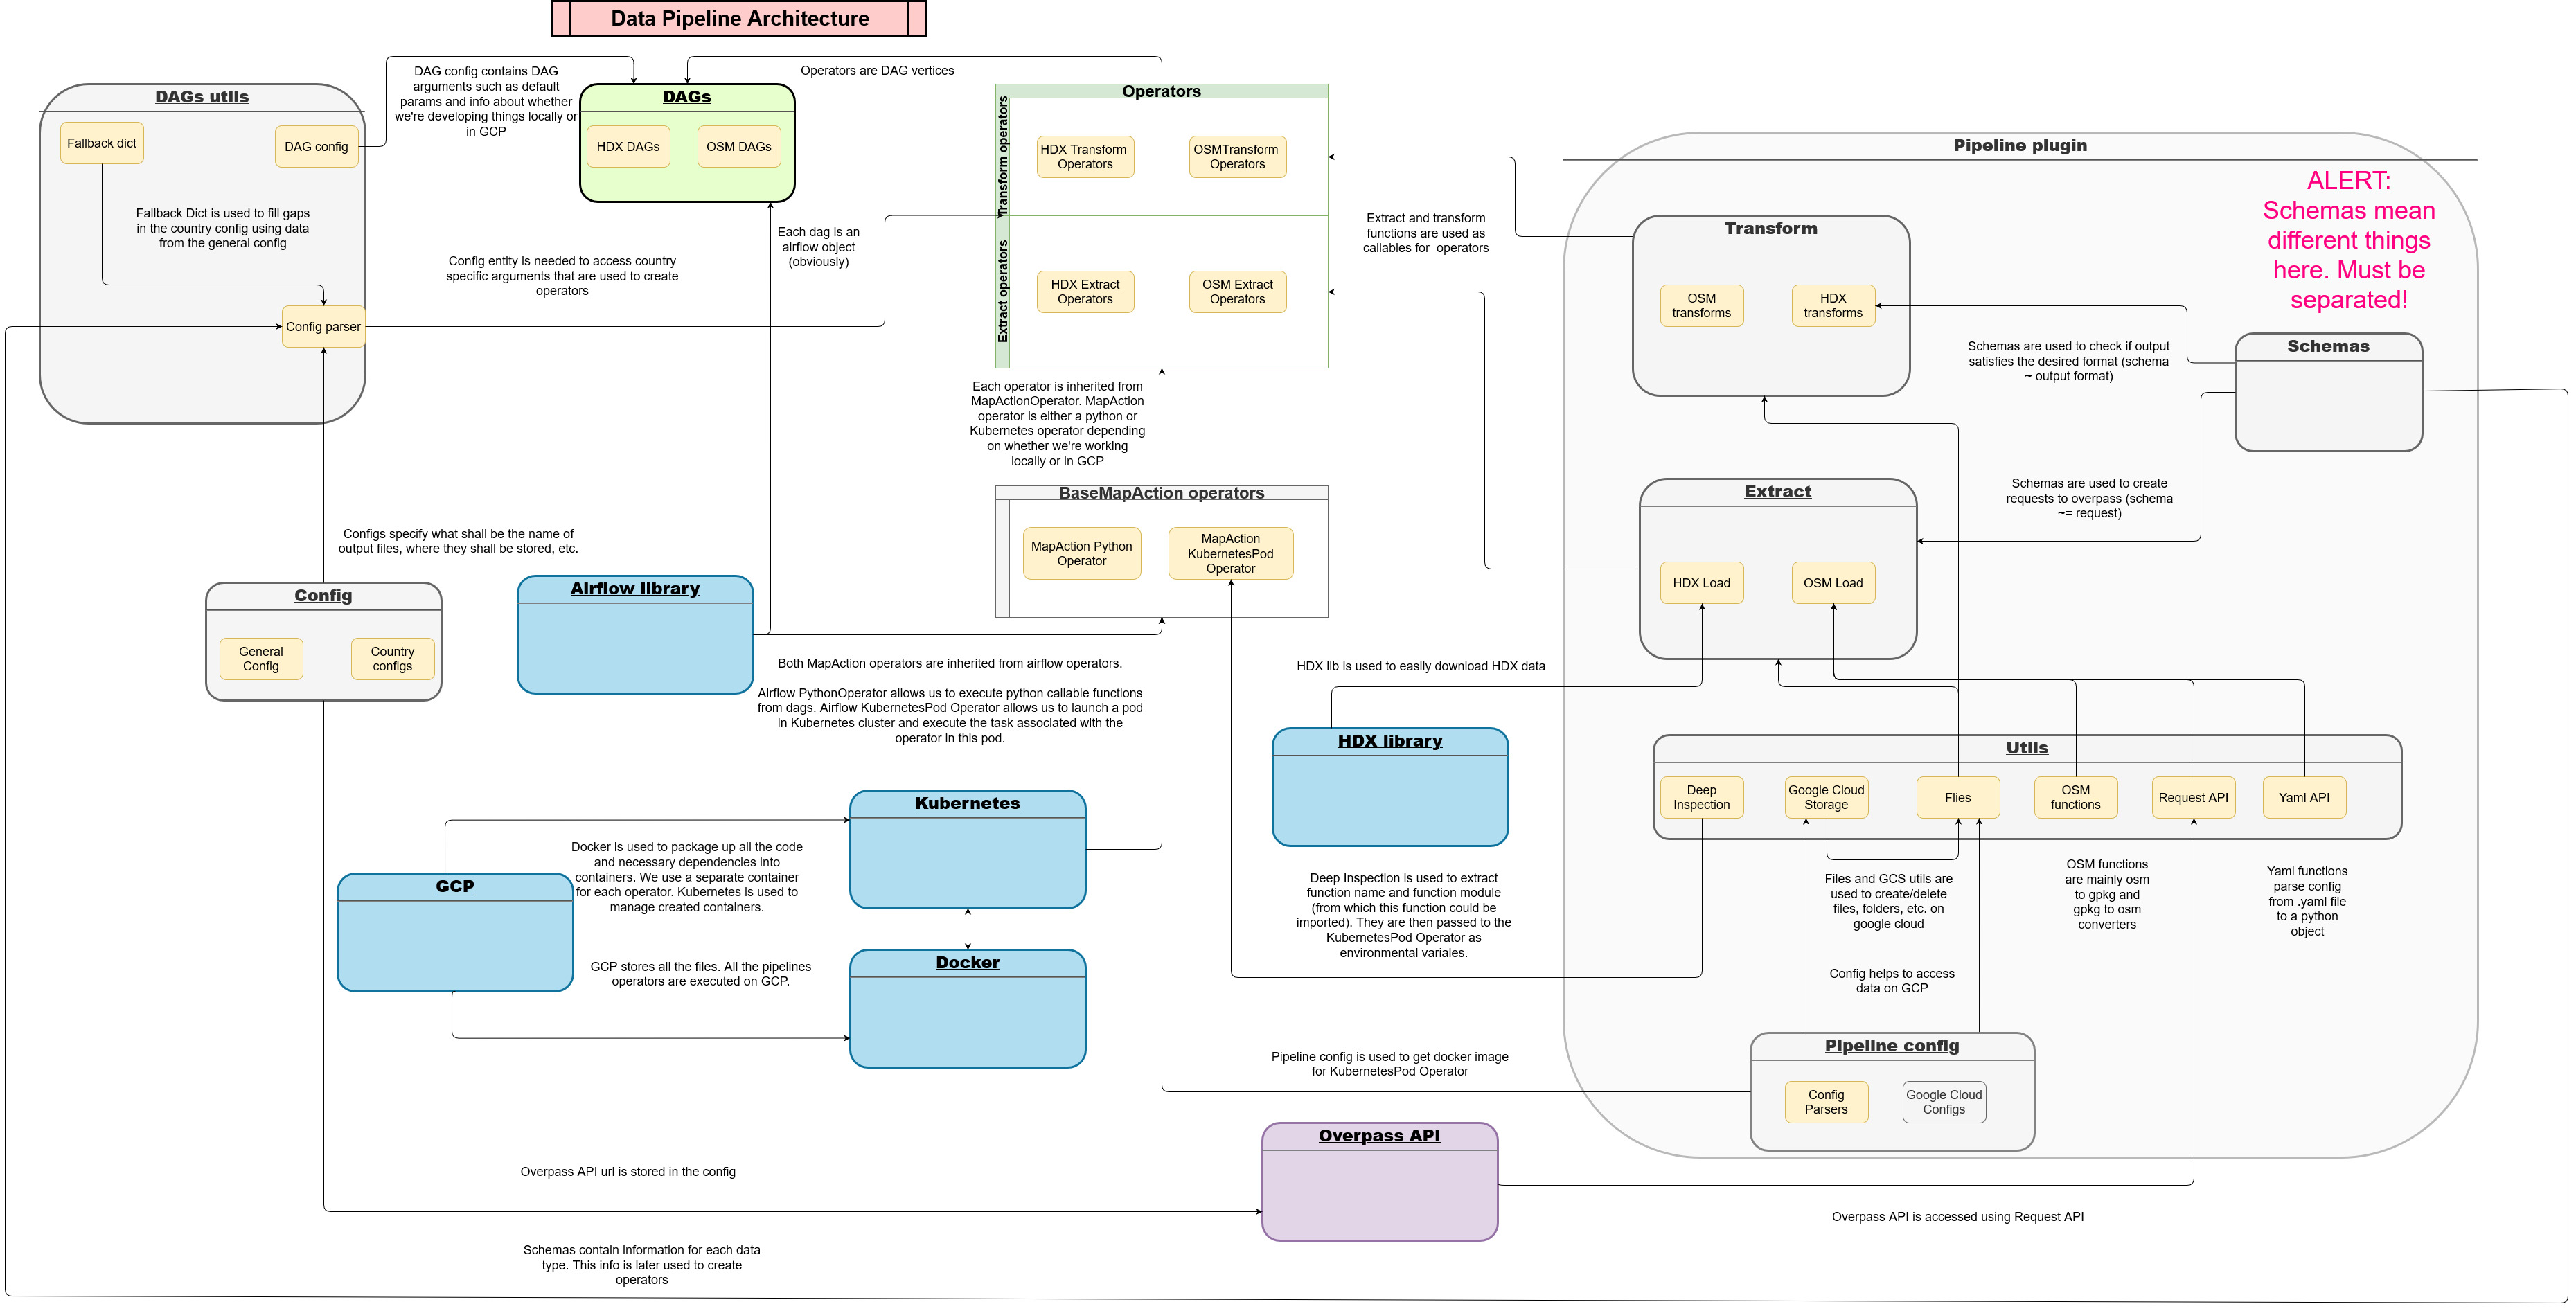 Data Pipeline Architecture
DAGs utils
Fallback dict
DAG config
Fallback Dict is used to fill gaps
in the country config using data
from the general config
Config parser
DAG config contains DAG
arguments such as default
params and info about whether
we're developing things locally or
in GCP
DAGs
HDX DAGs
OSM DAGs
Operators are DAG vertices
Each dag is an
airflow object
(obviously)
Config entity is needed to access country
specific arguments that are used to create
operators
Operators
Transform operators
HDX Transform
Operators
OSMTransform
Operators
Extract operators
HDX Extract
Operators
OSM Extract
Operators
Extract and transform
functions are used as
callables for  operators
Each operator is inherited from
MapActionOperator. MapAction
operator is either a python or
Kubernetes operator depending
on whether we're working
locally or in GCP
BaseMapAction operators
MapAction Python
Operator
MapAction
KubernetesPod
Operator
Configs specify what shall be the name of
output files, where they shall be stored, etc.
Config
General
Config
Country
configs
Airflow library
Both MapAction operators are inherited from airflow operators.
Airflow PythonOperator allows us to execute python callable functions
from dags. Airflow KubernetesPod Operator allows us to launch a pod
in Kubernetes cluster and execute the task associated with the
operator in this pod.
Kubernetes
Docker is used to package up all the code
and necessary dependencies into
containers. We use a separate container
for each operator. Kubernetes is used to
manage created containers.
GCP
GCP stores all the files. All the pipelines
operators are executed on GCP.
Docker
HDX lib is used to easily download HDX data
HDX library
Deep Inspection is used to extract
function name and function module
(from which this function could be
imported). They are then passed to the
KubernetesPod Operator as
environmental variales.
Pipeline config is used to get docker image
for KubernetesPod Operator
Overpass API
Overpass API url is stored in the config
Schemas contain information for each data
type. This info is later used to create
operators
Overpass API is accessed using Request API
Pipeline plugin
ALERT:
Schemas mean
different things
here. Must be
separated!
Transform
OSM
transforms
HDX
transforms
Schemas are used to check if output
satisfies the desired format (schema
~ output format)
Schemas
Schemas are used to create
requests to overpass (schema
~= request)
Extract
HDX Load
OSM Load
Utils
Deep
Inspection
Google Cloud
Storage
Flies
OSM
functions
Request API
Yaml API
Files and GCS utils are
used to create/delete
files, folders, etc. on
google cloud
OSM functions
are mainly osm
to gpkg and
gpkg to osm
converters
Yaml functions
parse config
from .yaml file
to a python
object
Config helps to access
data on GCP
Pipeline config
Config
Parsers
Google Cloud
Configs